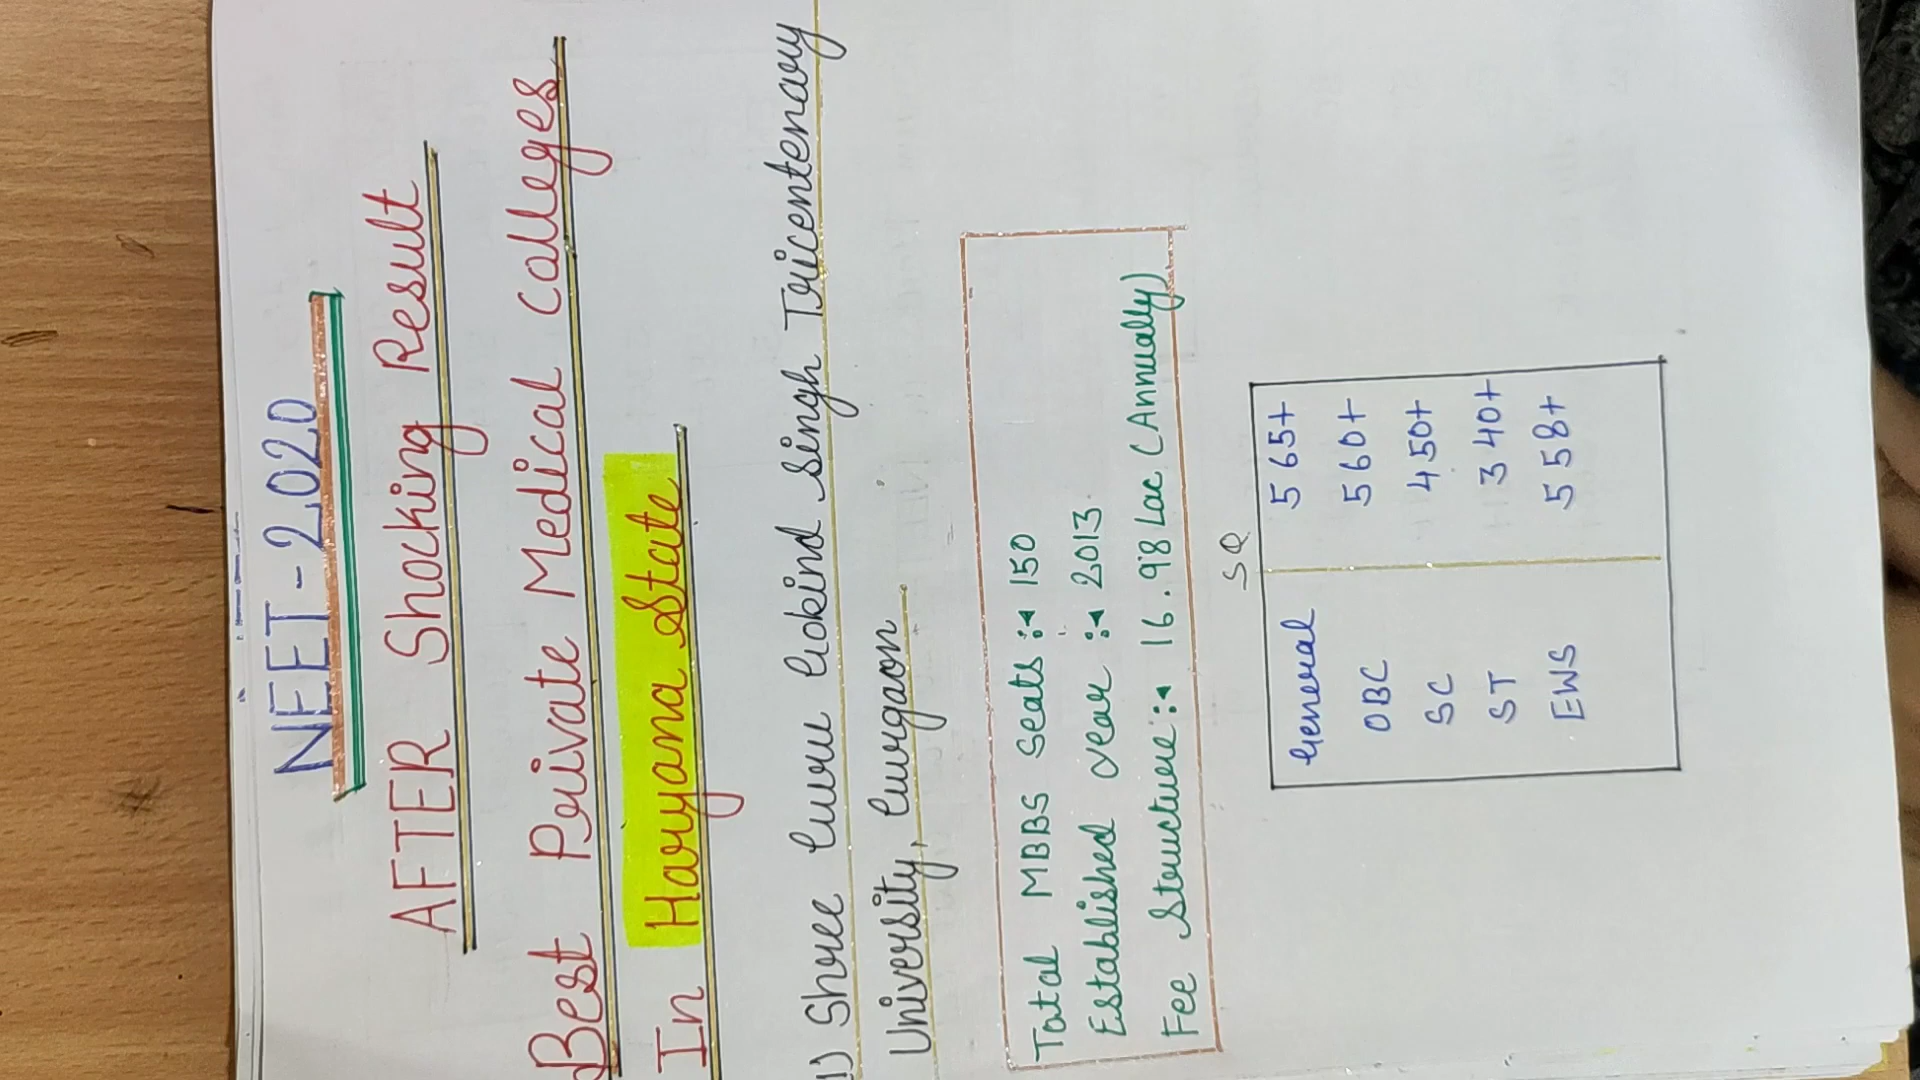 NEET-2020
AFTER Shocking Result
Best Private Medical Colleges
In Haryana State
1) Shree Guru Gokind Singh Tricentenary
University, Gurgaon
Total MBBS Seats :- 150
Established Year :- 2013
Fee Structure :- 16.98 Lac (Annually)
SQ
General 565+
OBC 560+
SC 450+
ST 340+
EWS 558+